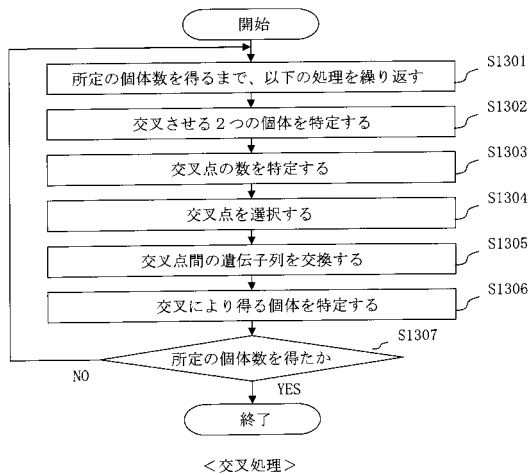 開始
所定の個体数を得るまで、以下の処理を繰り返す
S1301
交叉させる2つの個体を特定する
S1302
交叉点の数を特定する
S1303
交叉点を選択する
S1304
交叉点間の遺伝子列を交換する
S1305
交叉により得る個体を特定する
S1306
所定の個体数を得たか
S1307
NO
YES
終了
<交叉処理>